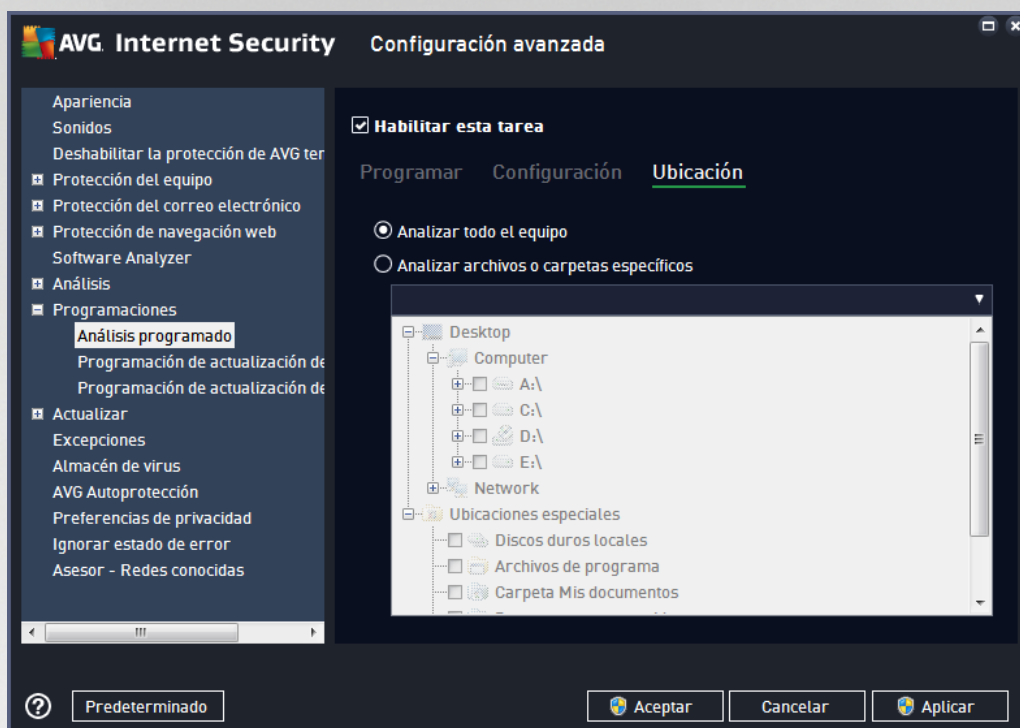 AVG. Internet Security
Configuración avanzada
Apariencia
Sonidos
Deshabilitar la protección de AVG ter
Protección del equipo
Protección del correo electrónico
Protección de navegación web
Software Analyzer
Análisis
Programaciones
Análisis programado
Programación de actualización de
Programación de actualización de
Actualizar
Excepciones
Almacén de virus
AVG Autoprotección
Preferencias de privacidad
Ignorar estado de error
Asesor - Redes conocidas
Habilitar esta tarea
Programar Configuración Ubicación
Analizar todo el equipo
Analizar archivos o carpetas específicos
Desktop
Computer
A:\
C:\
D:\
E:\
Network
Ubicaciones especiales
Discos duros locales
Archivos de programa
Carpeta Mis documentos
Predeterminado
Aceptar
Cancelar
Aplicar